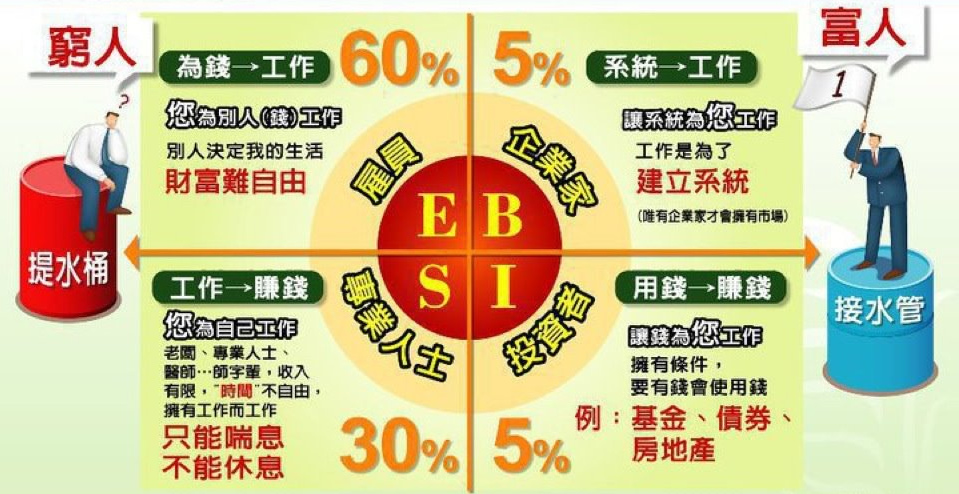 窮人
?
提水桶
為錢→工作
60%
您為別人(錢)工作
別人決定我的生活
財富難自由
雇員
5%
系統→工作
讓系統為您工作
工作是為了
建立系統
(唯有企業家才會擁有市場)
企業家
E B
S I
工作→賺錢
您為自己工作
老闆、專業人士、
醫師…師字輩，收入
有限，"時間"不自由，
擁有工作而工作
只能喘息
不能休息
30%
專業人士
用錢→賺錢
讓錢為您工作
擁有條件，
要有錢會使用錢
例：基金、債券、
房地產
5%
投資者
富人
1
接水管